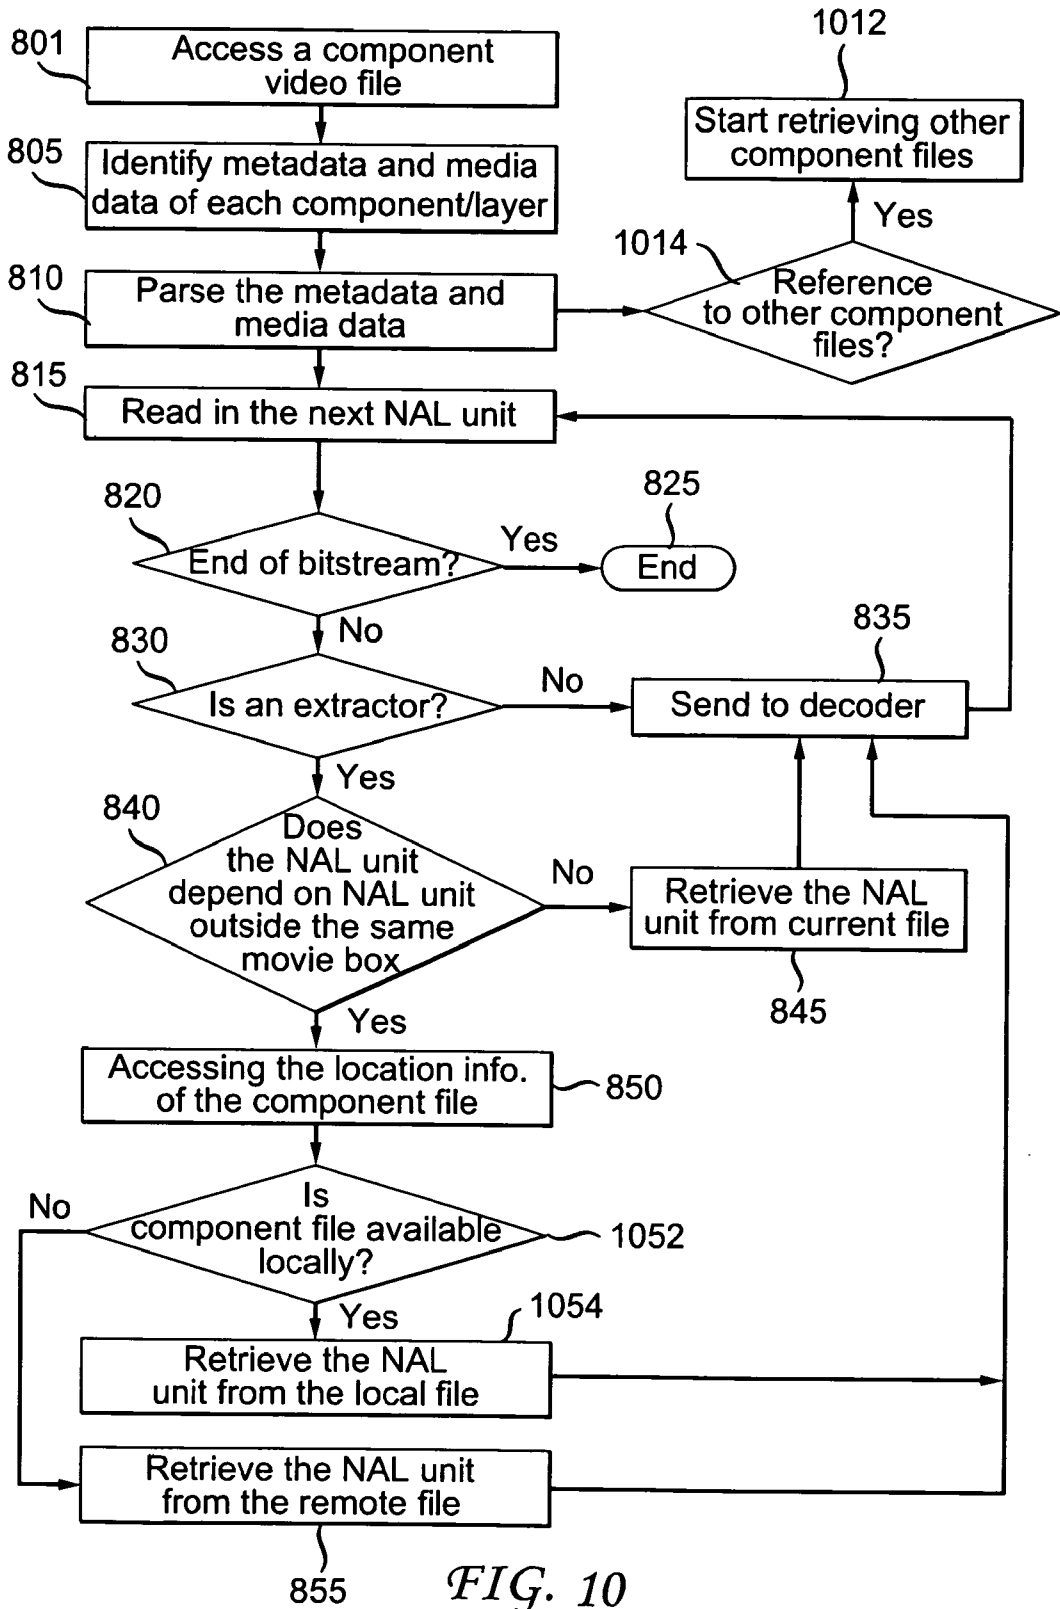 801
Access a component
video file
1012
Start retrieving other
component files
805
Identify metadata and media
data of each component/layer
Yes
1014
Reference
to other component
files?
810
Parse the metadata and
media data
815
Read in the next NAL unit
820
End of bitstream?
Yes
825
End
No
830
Is an extractor?
No
835
Send to decoder
Yes
840
Does
the NAL unit
depend on NAL unit
outside the same
movie box
No
Retrieve the NAL
unit from current file
845
Yes
Accessing the location info.
of the component file
850
No
Is
component file available
locally?
1052
Yes
1054
Retrieve the NAL
unit from the local file
Retrieve the NAL unit
from the remote file
855
FIG. 10